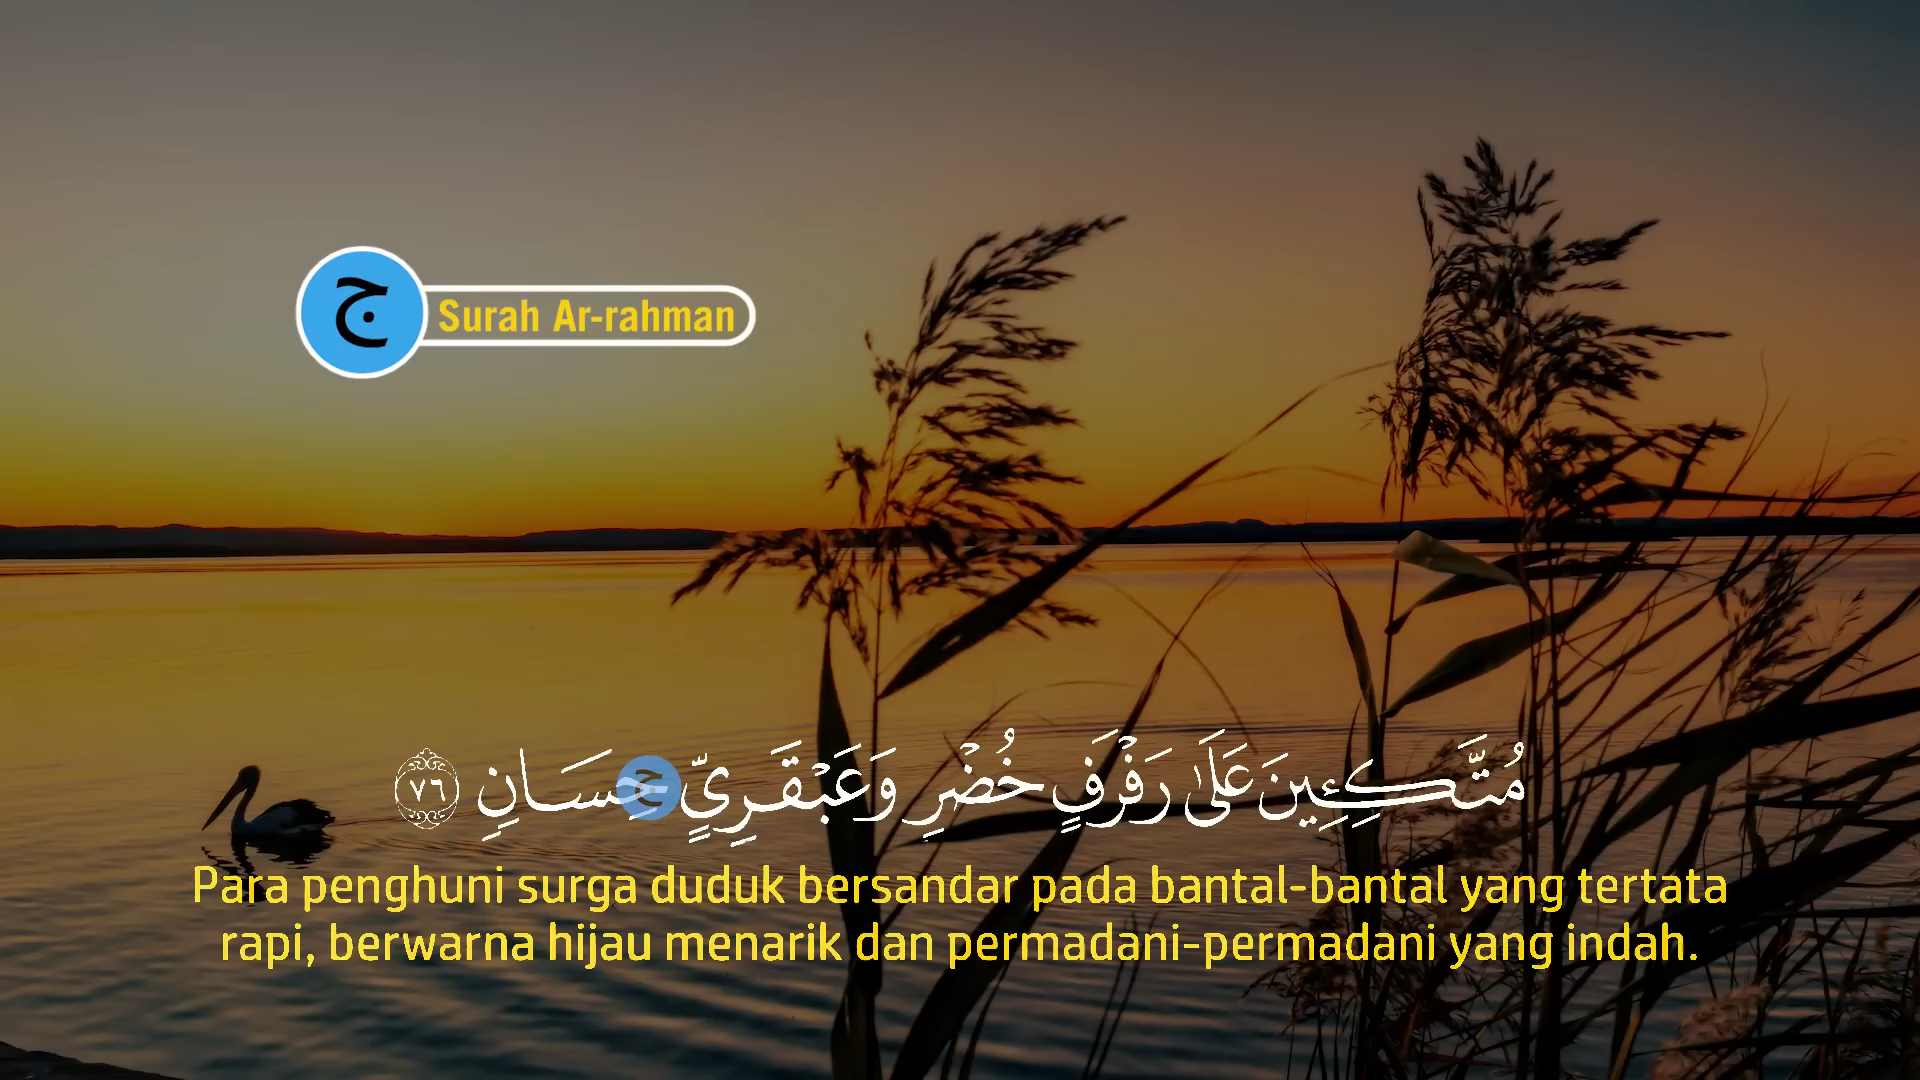 ج
Surah Ar-rahman
مُتَّكِـِٔينَ عَلَىٰ رَفْرَفٍ خُضْرٍ وَعَبْقَرِىٍّ حِسَانٍ ٧٦
ج
Para penghuni surga duduk bersandar pada bantal-bantal yang tertata
rapi, berwarna hijau menarik dan permadani-permadani yang indah.